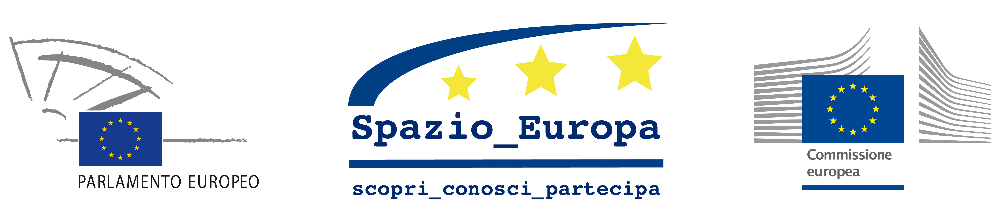 PARLAMENTO EUROPEO
Spazio_Europa
scopri_conosci_partecipa
Commissione
europea